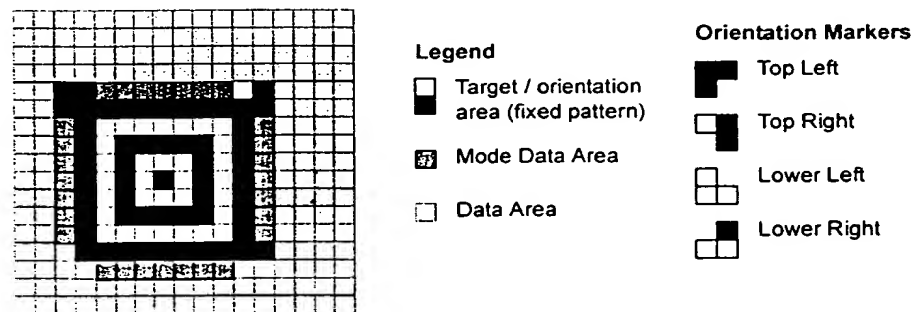 Legend
Target / orientation
area (fixed pattern)
Mode Data Area
Data Area
Orientation Markers
Top Left
Top Right
Lower Left
Lower Right